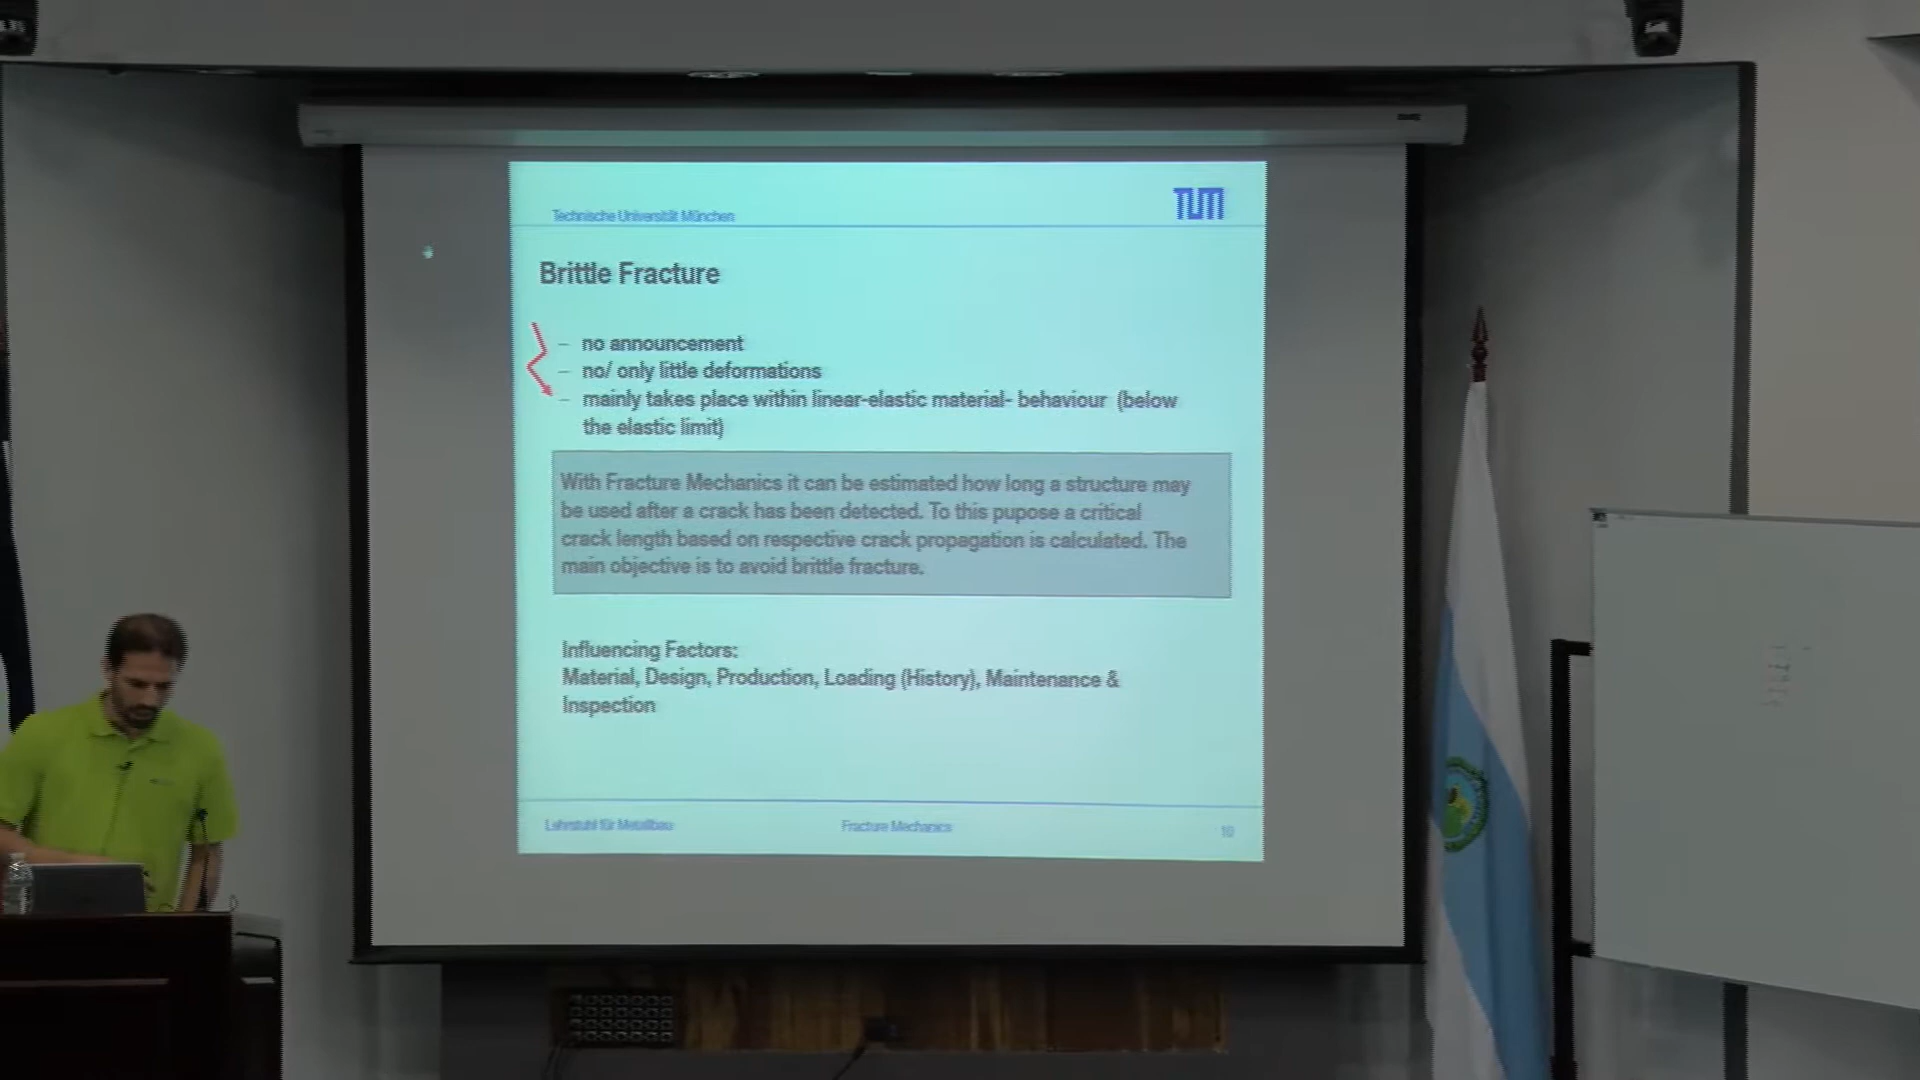 TUM
Technische Universität München
Brittle Fracture
– no announcement
– no/ only little deformations
– mainly takes place within linear-elastic material- behaviour (below
the elastic limit)
With Fracture Mechanics it can be estimated how long a structure may
be used after a crack has been detected. To this pupose a critical
crack length based on respective crack propagation is calculated. The
main objective is to avoid brittle fracture.
Influencing Factors:
Material, Design, Production, Loading (History), Maintenance &
Inspection
Lehrstuhl für Metallbau
Fracture Mechanics
10